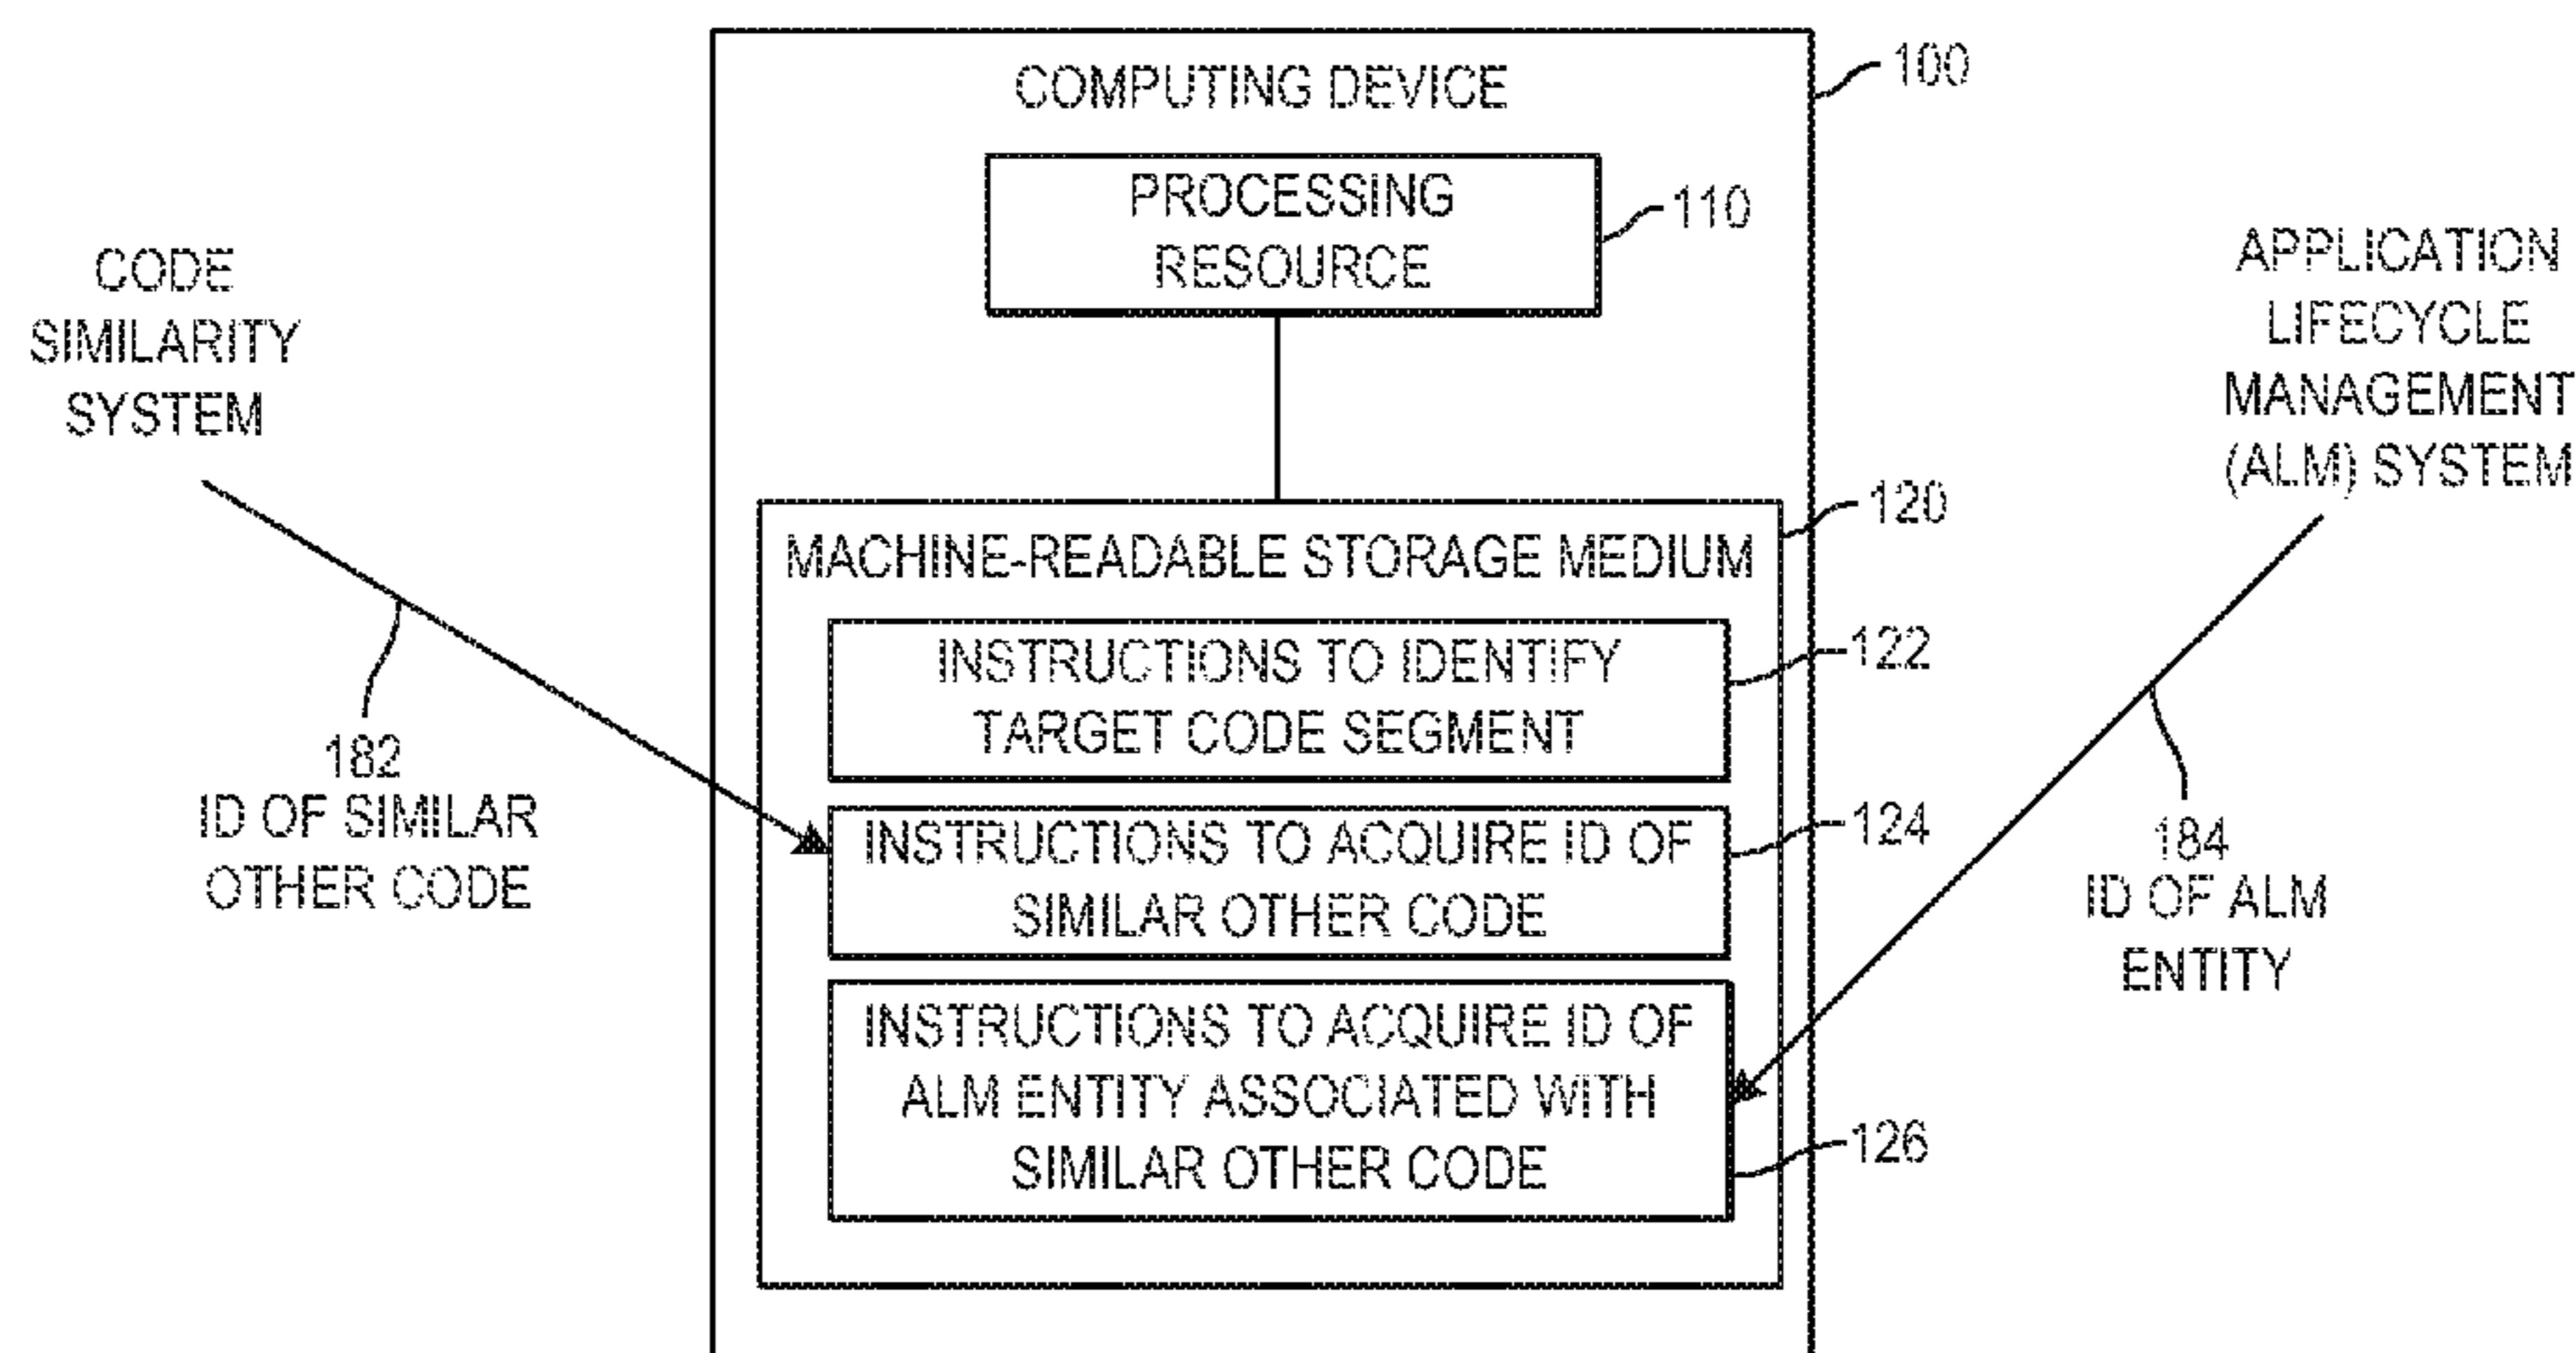 COMPUTING DEVICE
100
PROCESSING
RESOURCE
110
CODE
SIMILARITY
SYSTEM
APPLICATION
LIFECYCLE
MANAGEMENT
(ALM) SYSTEM
120
MACHINE-READABLE STORAGE MEDIUM
INSTRUCTIONS TO IDENTIFY
TARGET CODE SEGMENT
122
182
ID OF SIMILAR
OTHER CODE
INSTRUCTIONS TO ACQUIRE ID OF
SIMILAR OTHER CODE
124
184
ID OF ALM
ENTITY
INSTRUCTIONS TO ACQUIRE ID OF
ALM ENTITY ASSOCIATED WITH
SIMILAR OTHER CODE
126